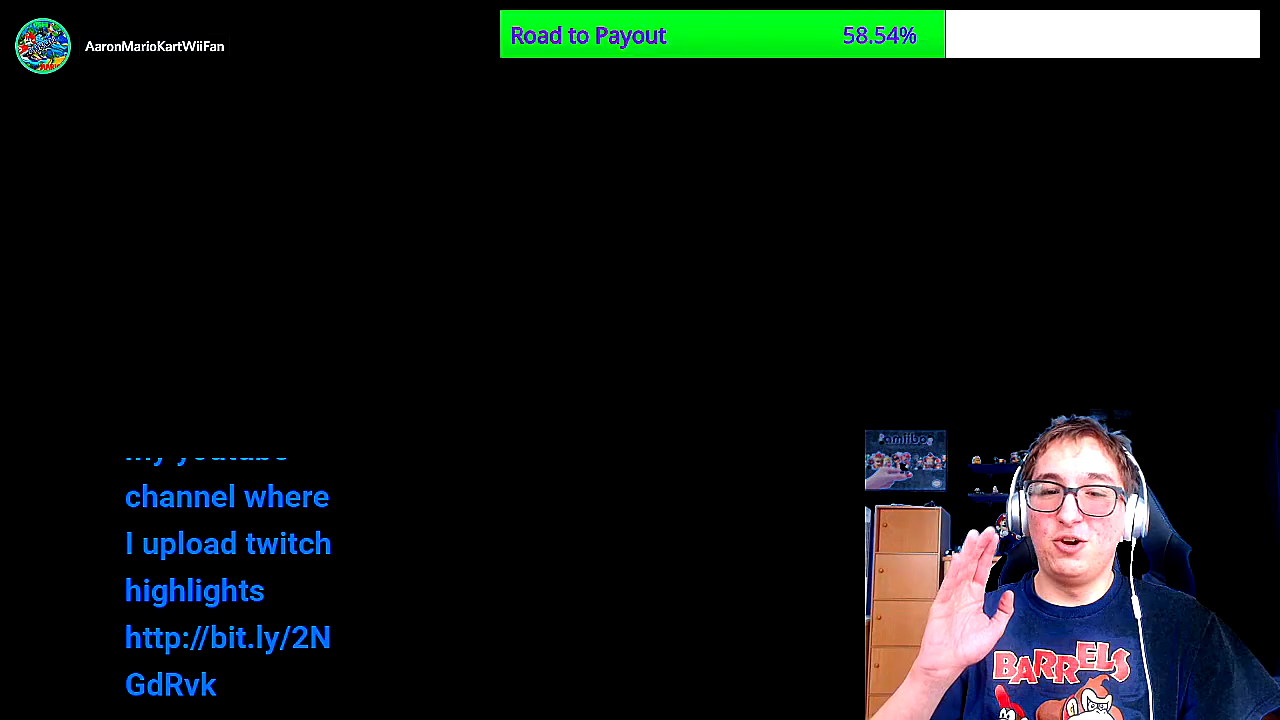 AaronMarioKartWiiFan
Road to Payout 58.54%
channel where
I upload twitch
highlights
http://bit.ly/2N
GdRvk
amiibo
BARRELS